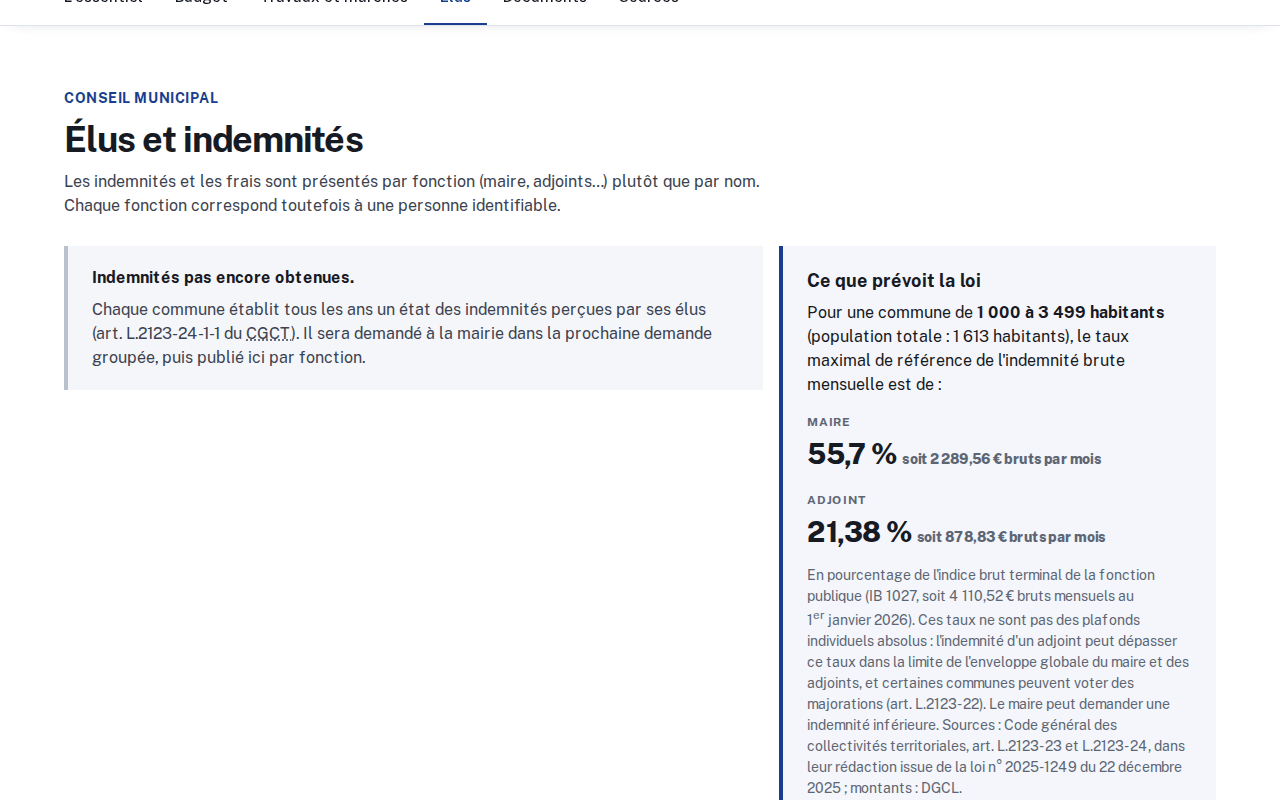 L'essentiel Budget Travaux et marchés Élus Documents Sources
CONSEIL MUNICIPAL
Élus et indemnités
Les indemnités et les frais sont présentés par fonction (maire, adjoints…) plutôt que par nom.
Chaque fonction correspond toutefois à une personne identifiable.
Indemnités pas encore obtenues.
Chaque commune établit tous les ans un état des indemnités perçues par ses élus
(art. L.2123-24-1-1 du CGCT). Il sera demandé à la mairie dans la prochaine demande
groupée, puis publié ici par fonction.
Ce que prévoit la loi
Pour une commune de 1 000 à 3 499 habitants
(population totale : 1 613 habitants), le taux
maximal de référence de l'indemnité brute
mensuelle est de :
MAIRE
55,7 % soit 2 289,56 € bruts par mois
ADJOINT
21,38 % soit 878,83 € bruts par mois
En pourcentage de l'indice brut terminal de la fonction
publique (IB 1027, soit 4 110,52 € bruts mensuels au
1er janvier 2026). Ces taux ne sont pas des plafonds
individuels absolus : l'indemnité d'un adjoint peut dépasser
ce taux dans la limite de l'enveloppe globale du maire et des
adjoints, et certaines communes peuvent voter des
majorations (art. L.2123-22). Le maire peut demander une
indemnité inférieure. Sources : Code général des
collectivités territoriales, art. L.2123-23 et L.2123-24, dans
leur rédaction issue de la loi n° 2025-1249 du 22 décembre
2025 ; montants : DGCL.